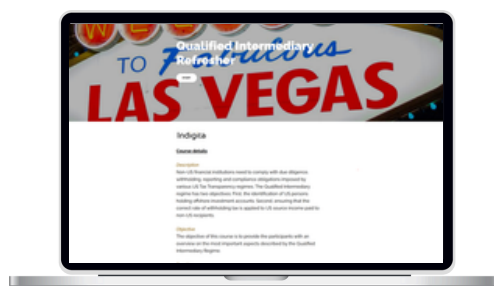 WE
Qualified Intermediary
Refresher
TO Fabulous
LAS VEGAS
Indigita
Course details
Description
Non-US financial institutions need to comply with due diligence,
withholding, reporting and compliance obligations imposed by
various US Tax Transparency regimes. The Qualified Intermediary
regime has two objectives: First, the identification of US persons
holding offshore investment accounts. Second, ensuring that the
correct rate of withholding tax is applied to US source income paid to
non-US recipients.
Objective
The objective of this course is to provide the participants with an
overview on the most important aspects described by the Qualified
Intermediary Regime.